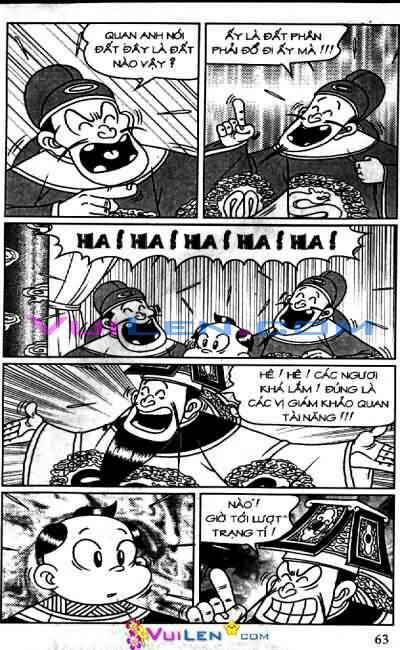 QUAN ANH NÓI
ĐẤT ĐÂY LÀ ĐẤT
NÀO VẬY ?
ẤY LÀ ĐẤT PHÂN
PHẢI ĐỔ ĐI ẤY MÀ !!!
HA! HA! HA! HA! HA!
VUILEN.COM
HÊ ! HÊ ! CÁC NGƯƠI
KHÁ LẮM ! ĐÚNG LÀ
CÁC VỊ GIÁM KHẢO QUAN
TÀI NĂNG !!!
NÀO !
GIỜ TỚI LƯỢT
TRẠNG TÍ !
63
VUILEN.COM